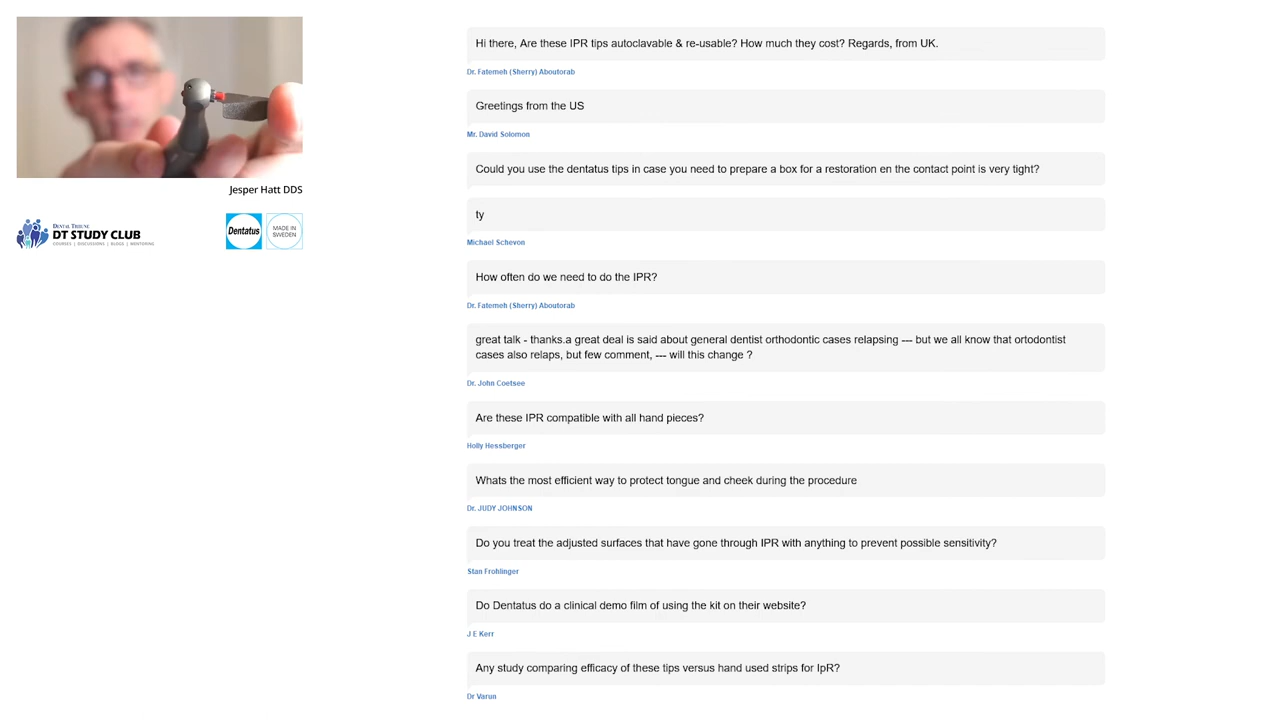 Jesper Hatt DDS
DENTAL TRIBUNE
DT STUDY CLUB
COURSES | DISCUSSIONS | BLOGS | MENTORING
Dentatus
MADE IN
SWEDEN
Hi there, Are these IPR tips autoclavable & re-usable? How much they cost? Regards, from UK.
Dr. Fatemeh (Sherry) Aboutorab
Greetings from the US
Mr. David Solomon
Could you use the dentatus tips in case you need to prepare a box for a restoration en the contact point is very tight?
ty
Michael Schevon
How often do we need to do the IPR?
Dr. Fatemeh (Sherry) Aboutorab
great talk - thanks.a great deal is said about general dentist orthodontic cases relapsing --- but we all know that ortodontist
cases also relaps, but few comment, --- will this change ?
Dr. John Coetsee
Are these IPR compatible with all hand pieces?
Holly Hessberger
Whats the most efficient way to protect tongue and cheek during the procedure
Dr. JUDY JOHNSON
Do you treat the adjusted surfaces that have gone through IPR with anything to prevent possible sensitivity?
Stan Frohlinger
Do Dentatus do a clinical demo film of using the kit on their website?
J E Kerr
Any study comparing efficacy of these tips versus hand used strips for IpR?
Dr Varun